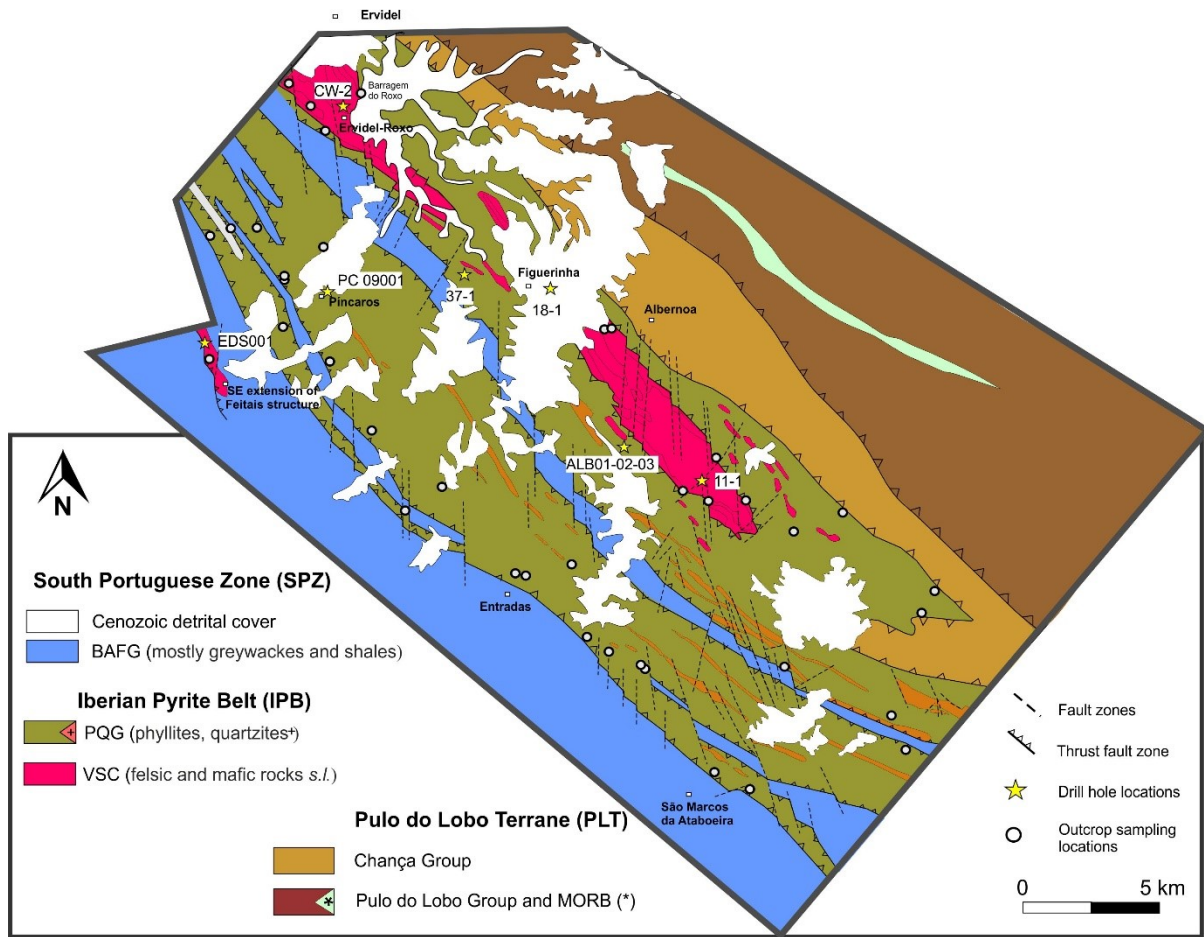 Ervidel
CW-2
Barragem
do Roxo
Ervidel-Roxo
PC 09001
Pincaros
37-1
Figueirinha
18-1
Albernoa
EDS001
SE extension of
Feitais structure
ALB01-02-03
11-1
N
Entradas
São Marcos
da Ataboeira
South Portuguese Zone (SPZ)
Cenozoic detrital cover
BAFG (mostly greywackes and shales)
Iberian Pyrite Belt (IPB)
+ PQG (phyllites, quartzites+)
VSC (felsic and mafic rocks s.l.)
Pulo do Lobo Terrane (PLT)
Chança Group
* Pulo do Lobo Group and MORB (*)
Fault zones
Thrust fault zone
Drill hole locations
Outcrop sampling
locations
0 5 km